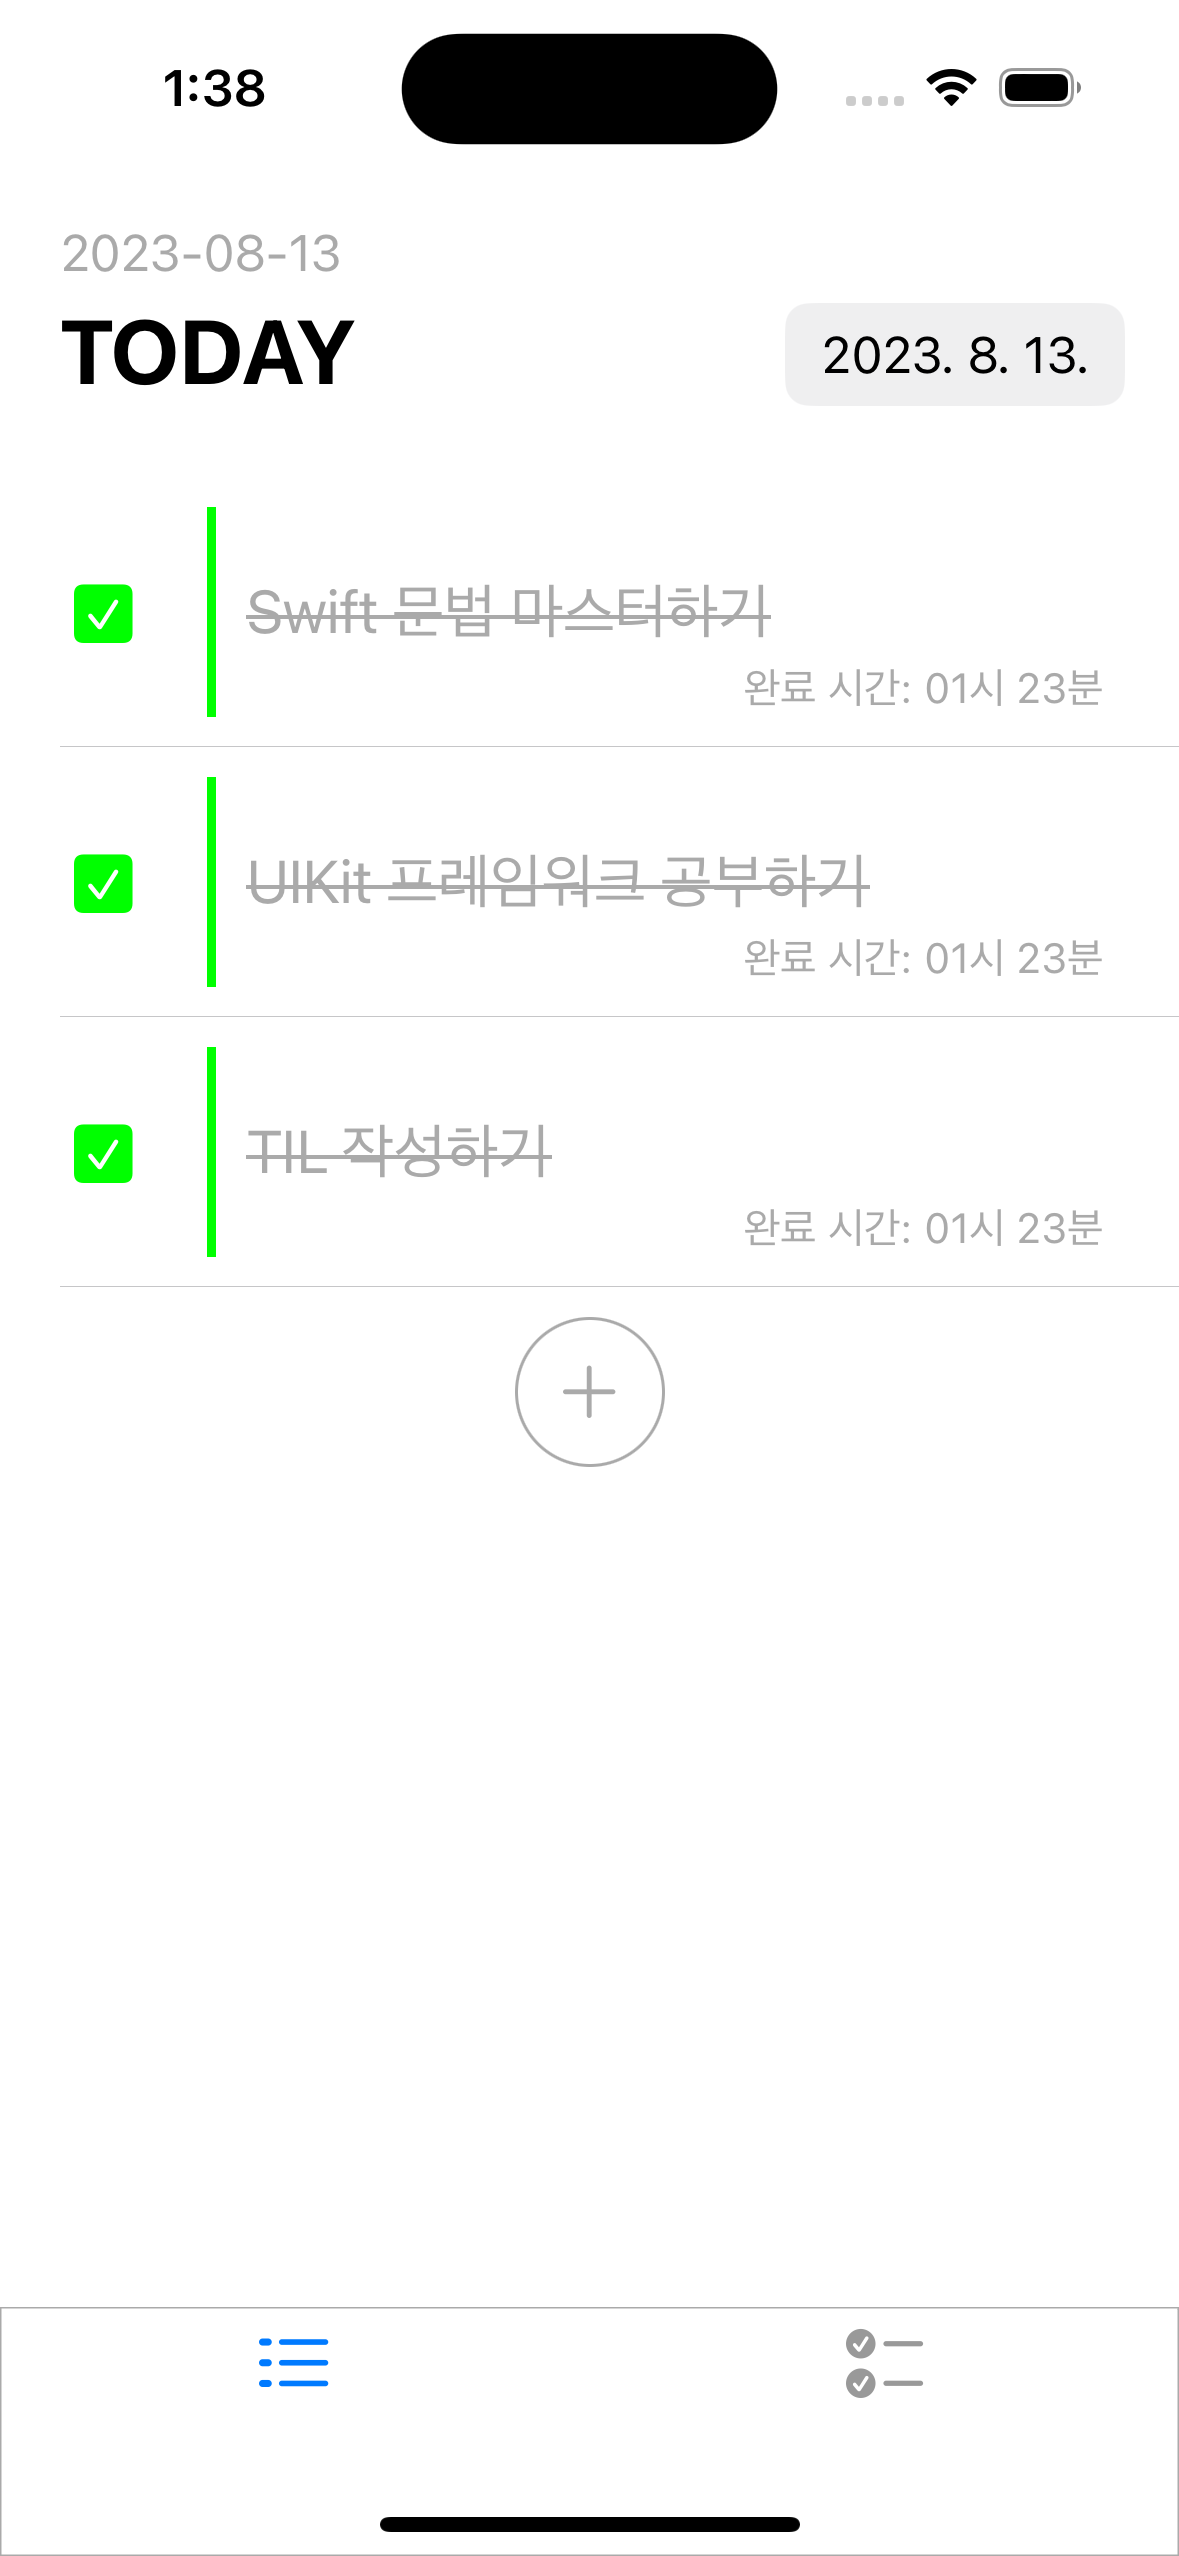 1:38
2023-08-13
TODAY
2023. 8. 13.
Swift 문법 마스터하기
완료 시간: 01시 23분
UIKit 프레임워크 공부하기
완료 시간: 01시 23분
TIL 작성하기
완료 시간: 01시 23분